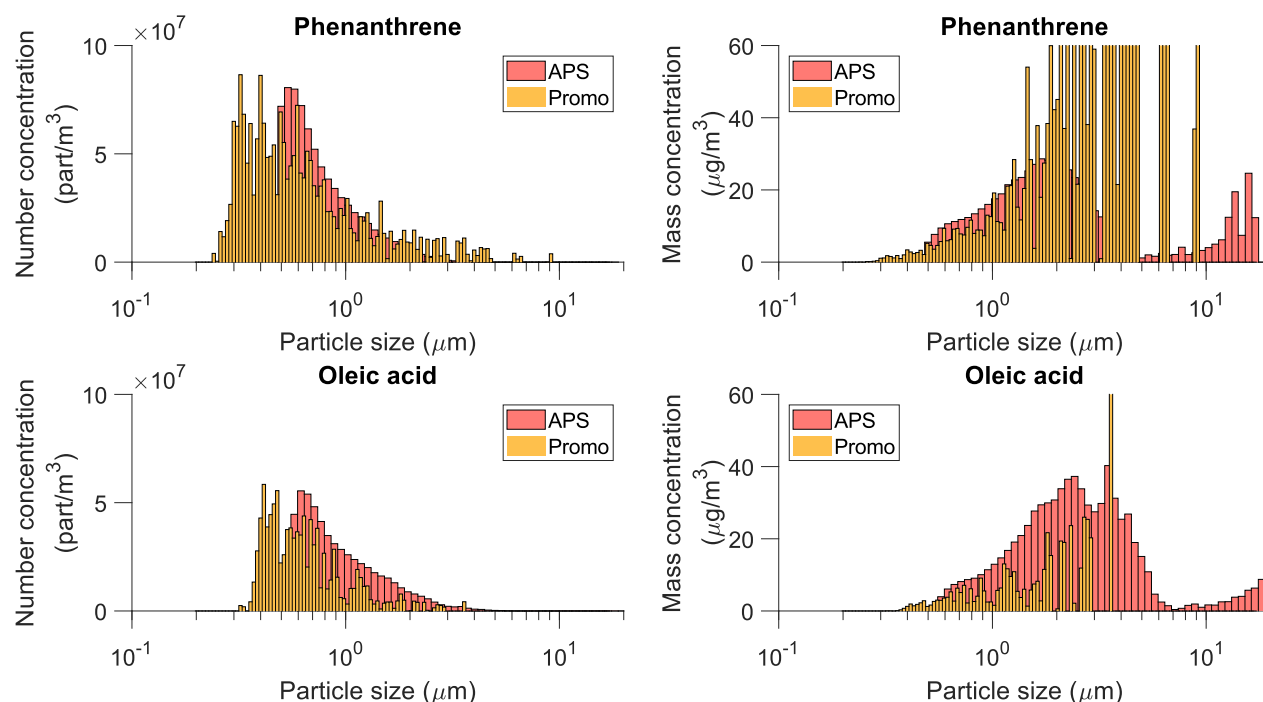 Phenanthrene
×10^7
Number concentration
(part/m^3)
10
5
0
APS
Promo
10^-1
10^0
10^1
Particle size (μm)
Phenanthrene
Mass concentration
(μg/m^3)
60
40
20
0
APS
Promo
10^-1
10^0
10^1
Particle size (μm)
Oleic acid
×10^7
Number concentration
(part/m^3)
10
5
0
APS
Promo
10^-1
10^0
10^1
Particle size (μm)
Oleic acid
Mass concentration
(μg/m^3)
60
40
20
0
APS
Promo
10^-1
10^0
10^1
Particle size (μm)